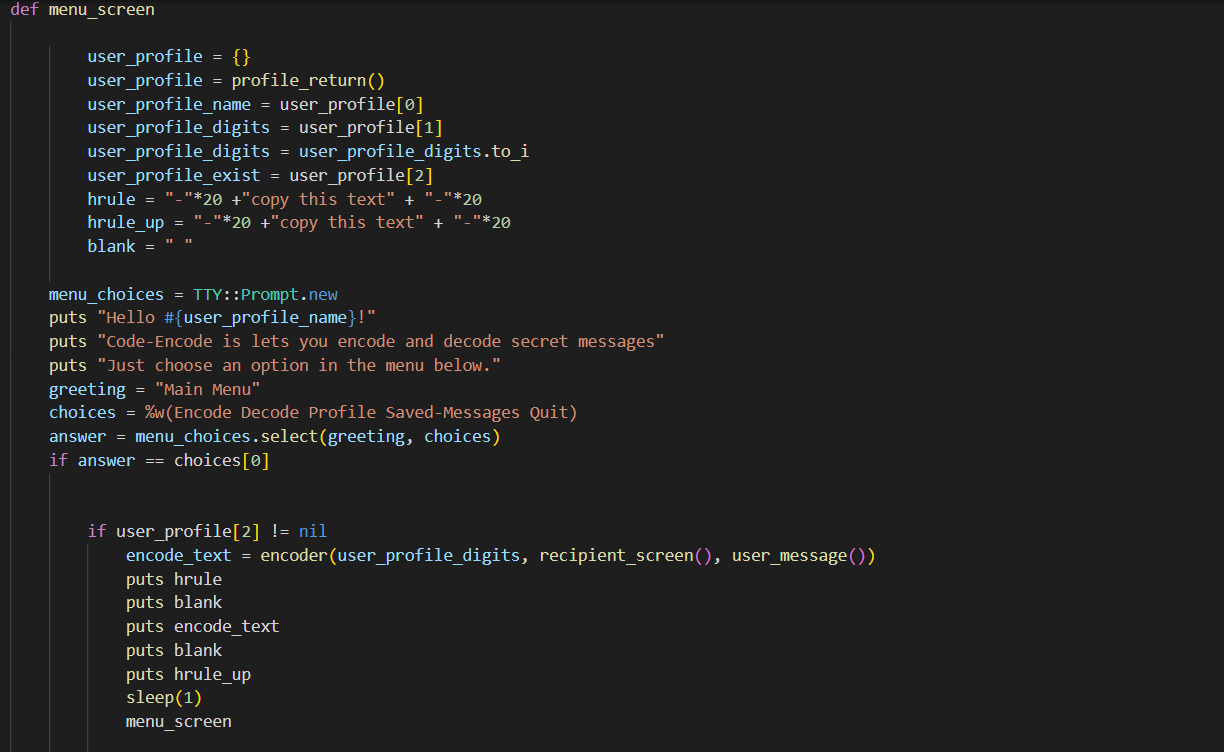 def menu_screen
user_profile = {}
user_profile = profile_return()
user_profile_name = user_profile[0]
user_profile_digits = user_profile[1]
user_profile_digits = user_profile_digits.to_i
user_profile_exist = user_profile[2]
hrule = "-"*20 +"copy this text" + "-"*20
hrule_up = "-"*20 +"copy this text" + "-"*20
blank = " "
menu_choices = TTY::Prompt.new
puts "Hello #{user_profile_name}!"
puts "Code-Encode is lets you encode and decode secret messages"
puts "Just choose an option in the menu below."
greeting = "Main Menu"
choices = %w(Encode Decode Profile Saved-Messages Quit)
answer = menu_choices.select(greeting, choices)
if answer == choices[0]
if user_profile[2] != nil
encode_text = encoder(user_profile_digits, recipient_screen(), user_message())
puts hrule
puts blank
puts encode_text
puts blank
puts hrule_up
sleep(1)
menu_screen